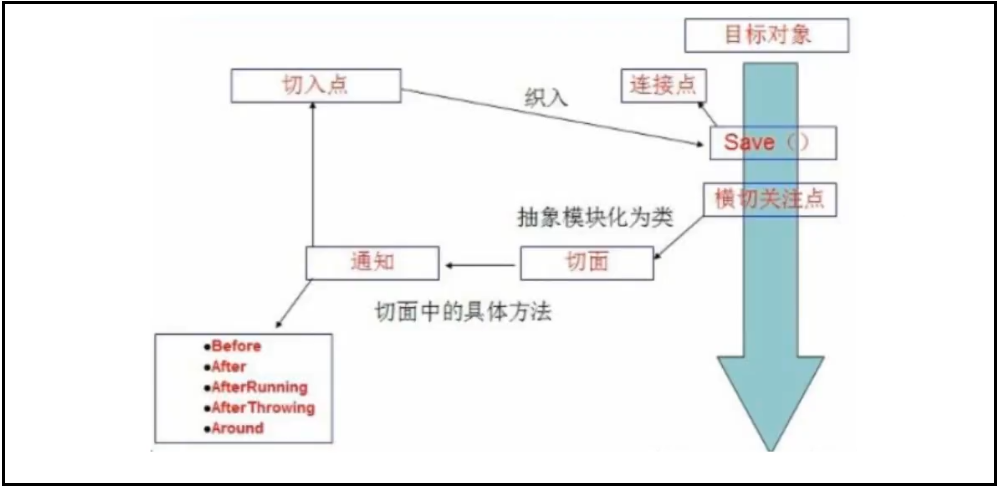 目标对象
切入点
连接点
织入
Save（）
横切关注点
抽象模块化为类
通知
切面
切面中的具体方法
●Before
●After
●AfterRunning
●AfterThrowing
●Around